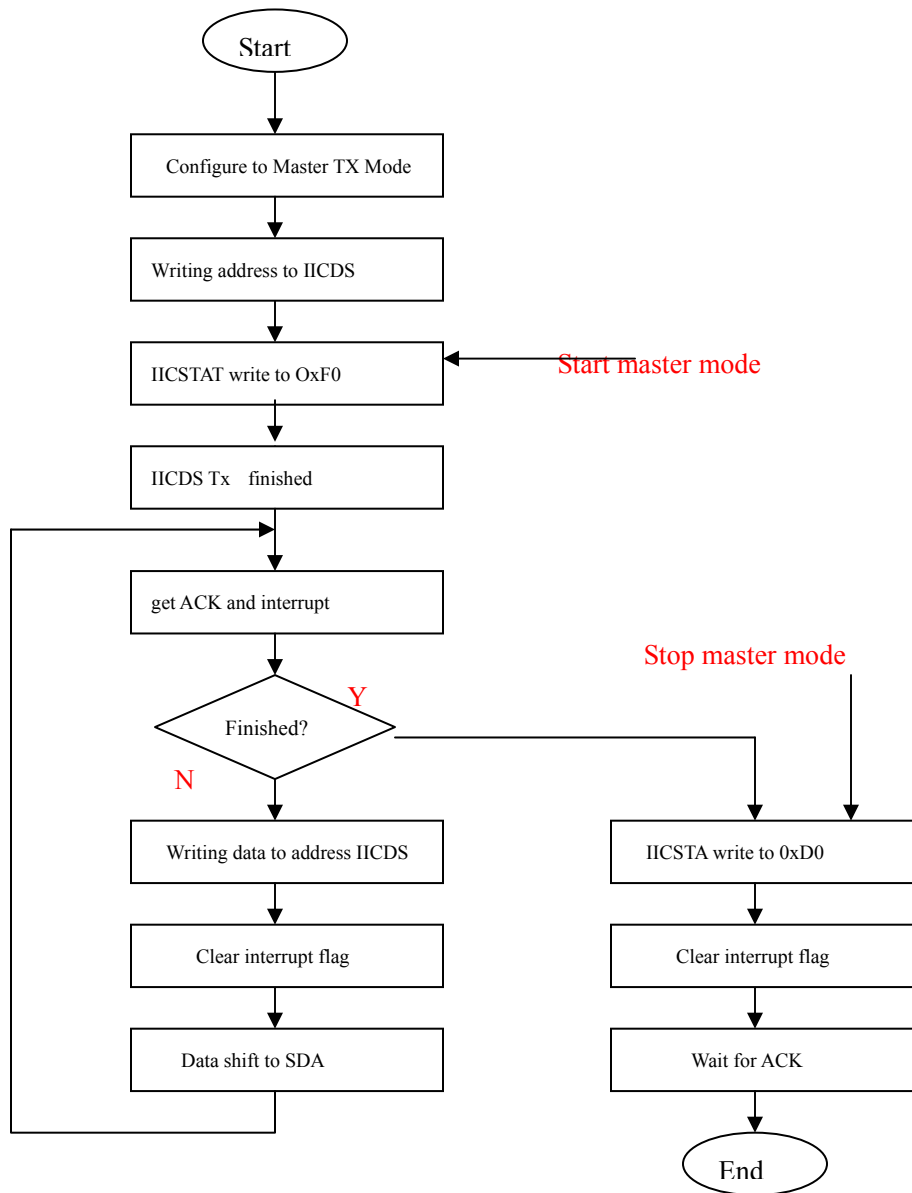 Start
Configure to Master TX Mode
Writing address to IICDS
IICSTAT write to OxF0
Start master mode
IICDS Tx finished
get ACK and interrupt
Stop master mode
Y
Finished?
N
Writing data to address IICDS
IICSTA write to 0xD0
Clear interrupt flag
Clear interrupt flag
Data shift to SDA
Wait for ACK
End